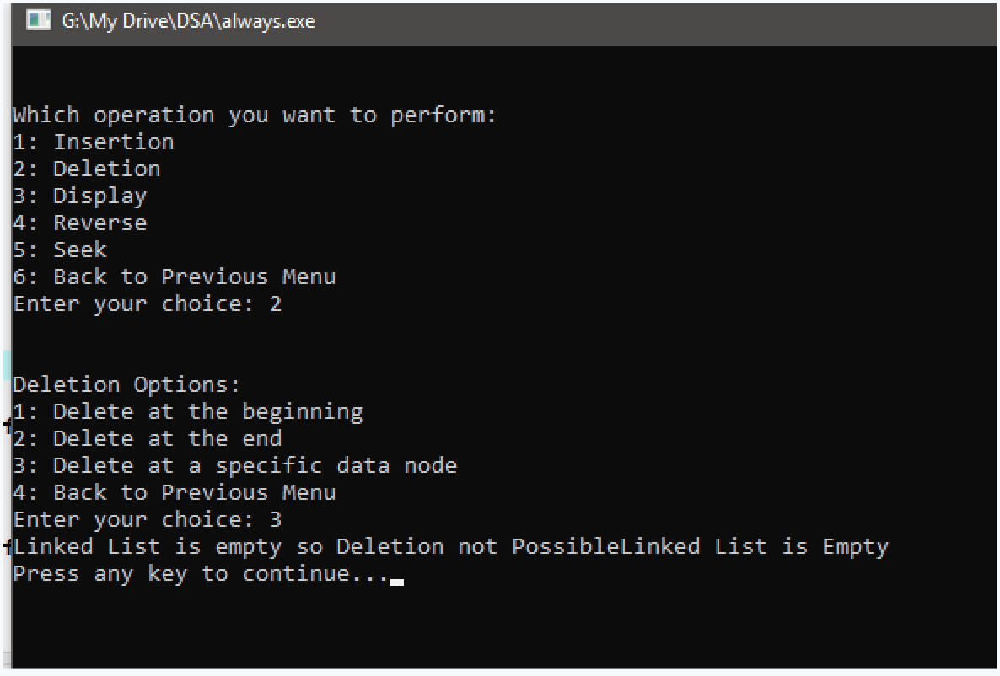 G:\My Drive\DSA\always.exe
Which operation you want to perform:
1: Insertion
2: Deletion
3: Display
4: Reverse
5: Seek
6: Back to Previous Menu
Enter your choice: 2
Deletion Options:
1: Delete at the beginning
2: Delete at the end
3: Delete at a specific data node
4: Back to Previous Menu
Enter your choice: 3
Linked List is empty so Deletion not PossibleLinked List is Empty
Press any key to continue...